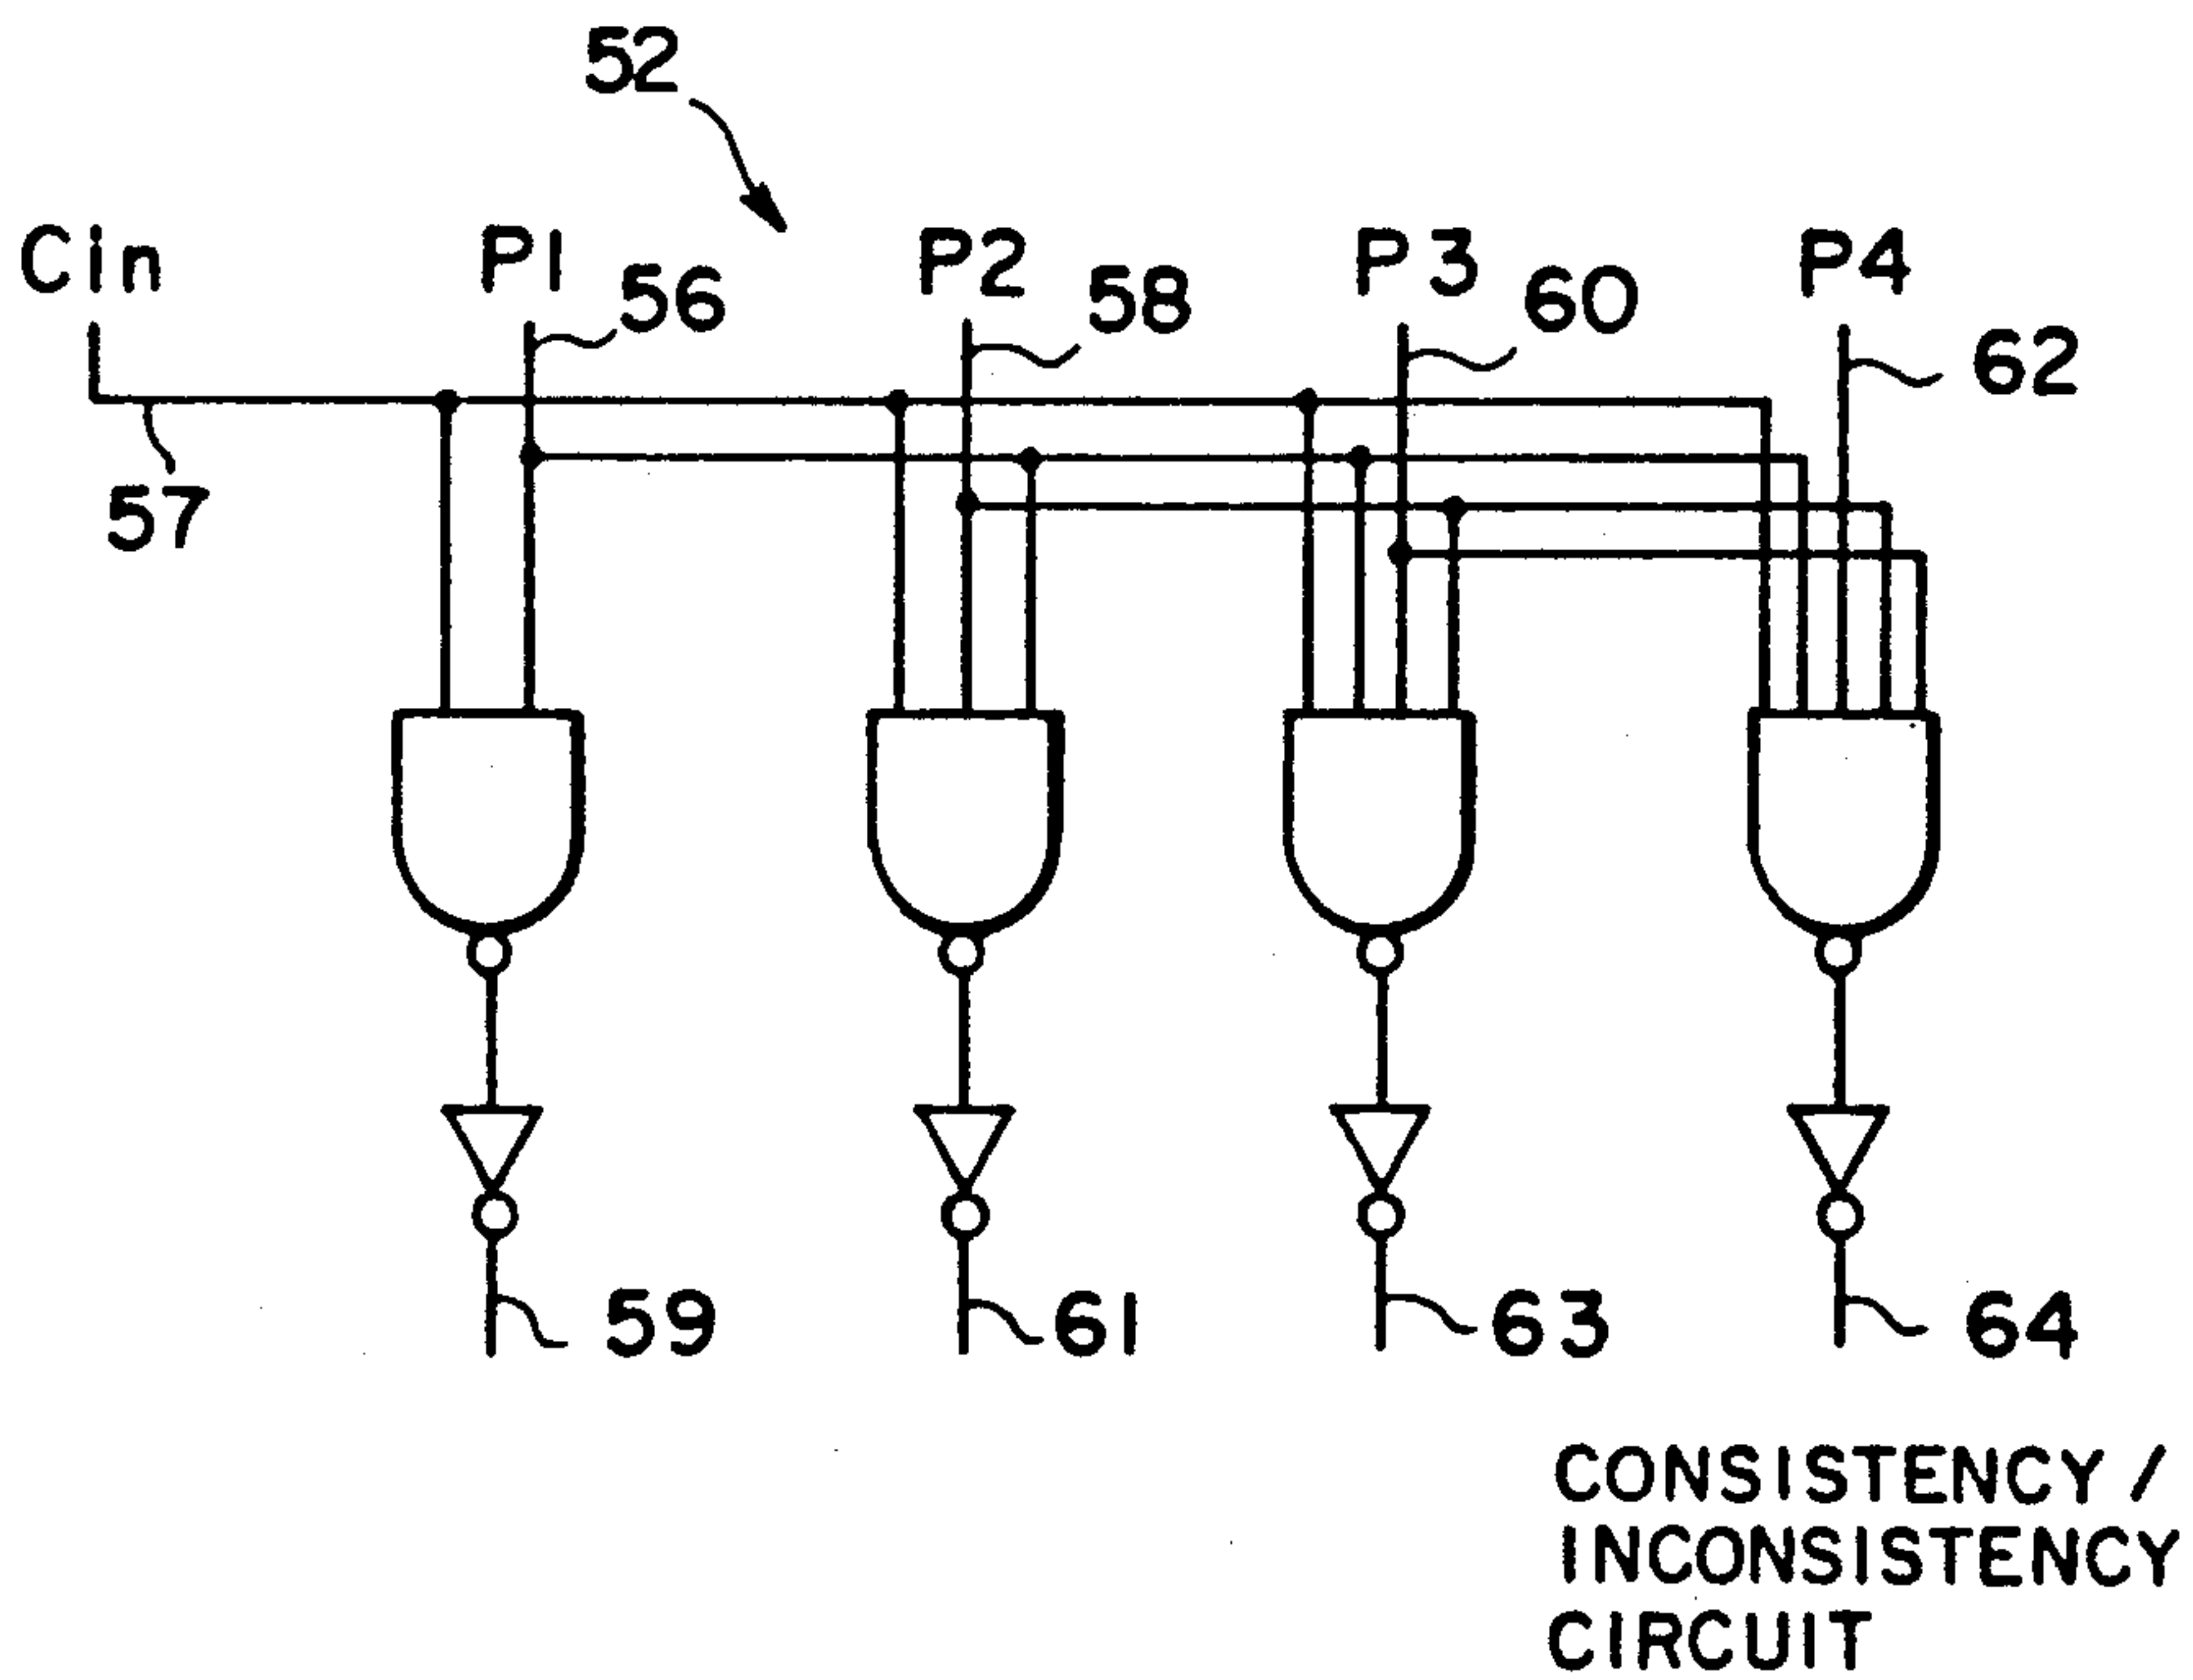 52
Cin P1 56 P2 58 P3 60 P4 62
57
59 61 63 64
CONSISTENCY /
INCONSISTENCY
CIRCUIT